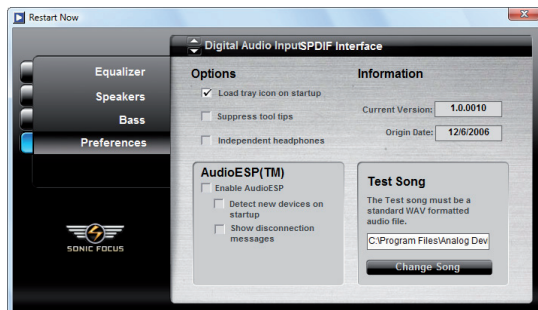 Restart Now
Digital Audio InputSPDIF Interface
Equalizer
Speakers
Bass
Preferences
SONIC FOCUS
Options
Load tray icon on startup
Suppress tool tips
Independent headphones
Information
Current Version: 1.0.0010
Origin Date: 12/6/2006
AudioESP(TM)
Enable AudioESP
Detect new devices on
startup
Show disconnection
messages
Test Song
The Test song must be a
standard WAV formatted
audio file.
C:\Program Files\Analog Dev
Change Song